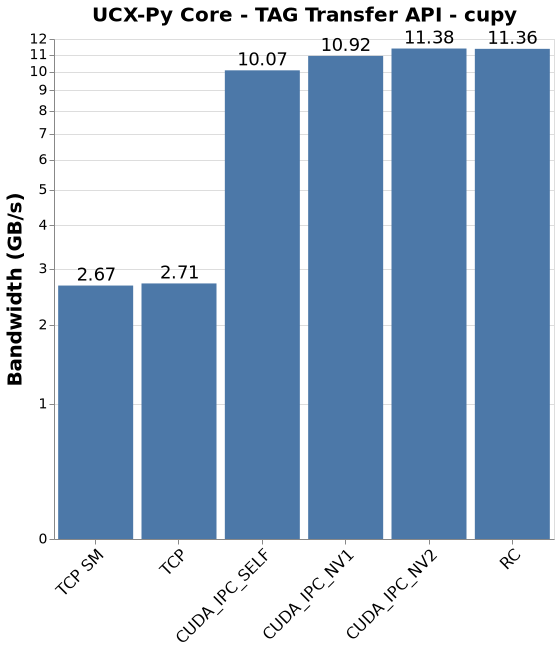 UCX-Py Core - TAG Transfer API - cupy
Bandwidth (GB/s)
12
11
10
9
8
7
6
5
4
3
2
1
0
2.67
2.71
10.07
10.92
11.38
11.36
TCP SM
TCP
CUDA_IPC_SELF
CUDA_IPC_NV1
CUDA_IPC_NV2
RC